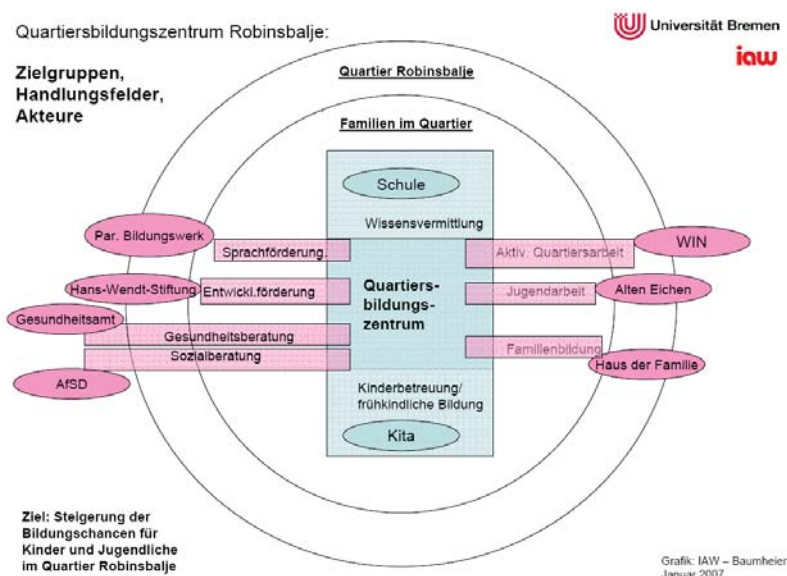 Quartiersbildungszentrum Robinsbalje:
Zielgruppen,
Handlungsfelder,
Akteure
Universität Bremen
iaw
Quartier Robinsbalje
Familien im Quartier
Schule
Wissensvermittlung
Par. Bildungswerk
Sprachförderung.
Aktiv. Quartiersarbeit
WIN
Hans-Wendt-Stiftung
Entwickl.förderung
Quartiers-
bildungs-
zentrum
Jugendarbeit
Alten Eichen
Gesundheitsamt
Gesundheitsberatung
Sozialberatung
Familienbildung
Haus der Familie
AfSD
Kinderbetreuung/
frühkindliche Bildung
Kita
Ziel: Steigerung der
Bildungschancen für
Kinder und Jugendliche
im Quartier Robinsbalje
Grafik: IAW – Baumheier
Januar 2007